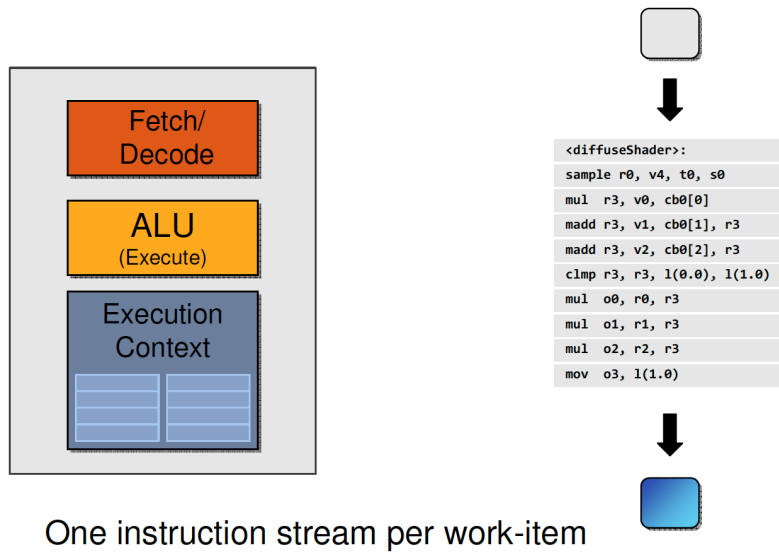 Fetch/
Decode
ALU
(Execute)
Execution
Context
<diffuseShader>:
sample r0, v4, t0, s0
mul  r3, v0, cb0[0]
madd r3, v1, cb0[1], r3
madd r3, v2, cb0[2], r3
clmp r3, r3, l(0.0), l(1.0)
mul  o0, r0, r3
mul  o1, r1, r3
mul  o2, r2, r3
mov  o3, l(1.0)
One instruction stream per work-item